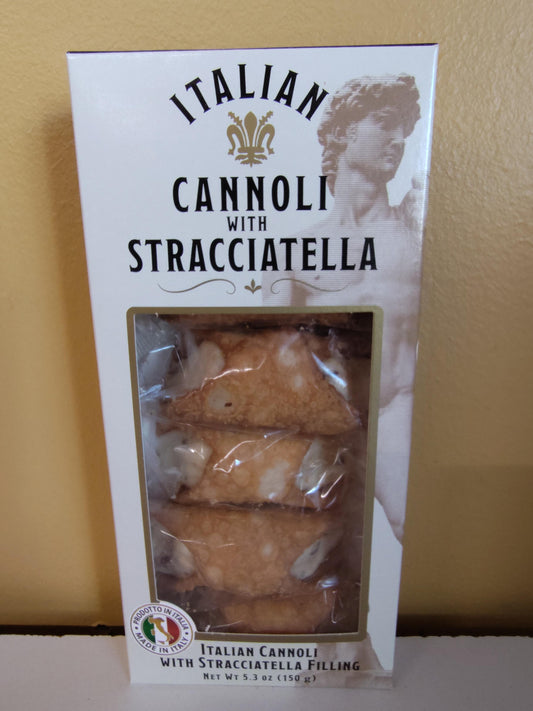 ITALIAN
CANNOLI
WITH
STRACCIATELLA
PRODOTTO IN ITALIA
MADE IN ITALY
ITALIAN CANNOLI
WITH STRACCIATELLA FILLING
NET WT 5.3 OZ (150 g)